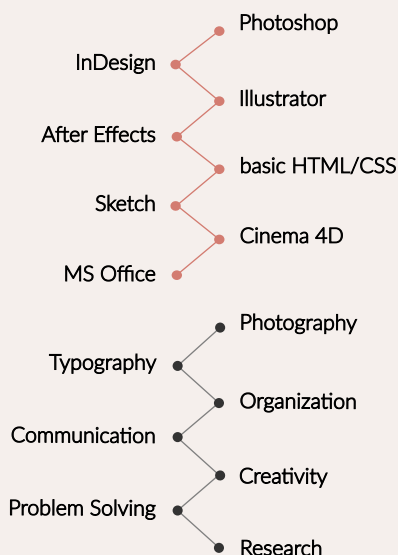 Photoshop
InDesign
Illustrator
After Effects
basic HTML/CSS
Sketch
Cinema 4D
MS Office
Photography
Typography
Organization
Communication
Creativity
Problem Solving
Research